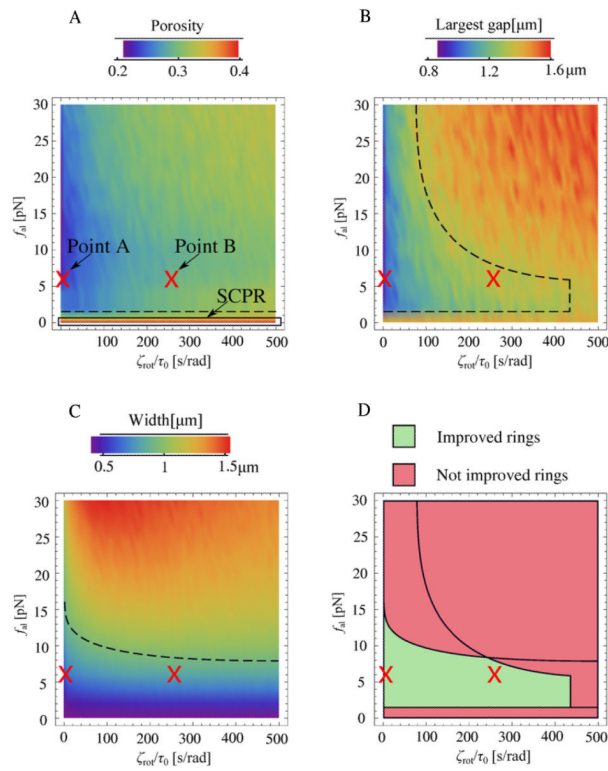 A
Porosity
0.2 0.3 0.4
30
25
20
15
10
5
0
f_al [pN]
Point A
Point B
SCPR
0 100 200 300 400 500
ζ_rot/τ_0 [s/rad]
B
Largest gap[μm]
0.8 1.2 1.6 μm
30
25
20
15
10
5
0
f_al [pN]
0 100 200 300 400 500
ζ_rot/τ_0 [s/rad]
C
Width[μm]
0.5 1 1.5 μm
30
25
20
15
10
5
0
f_al [pN]
0 100 200 300 400 500
ζ_rot/τ_0 [s/rad]
D
Improved rings
Not improved rings
30
25
20
15
10
5
0
f_al [pN]
0 100 200 300 400 500
ζ_rot/τ_0 [s/rad]